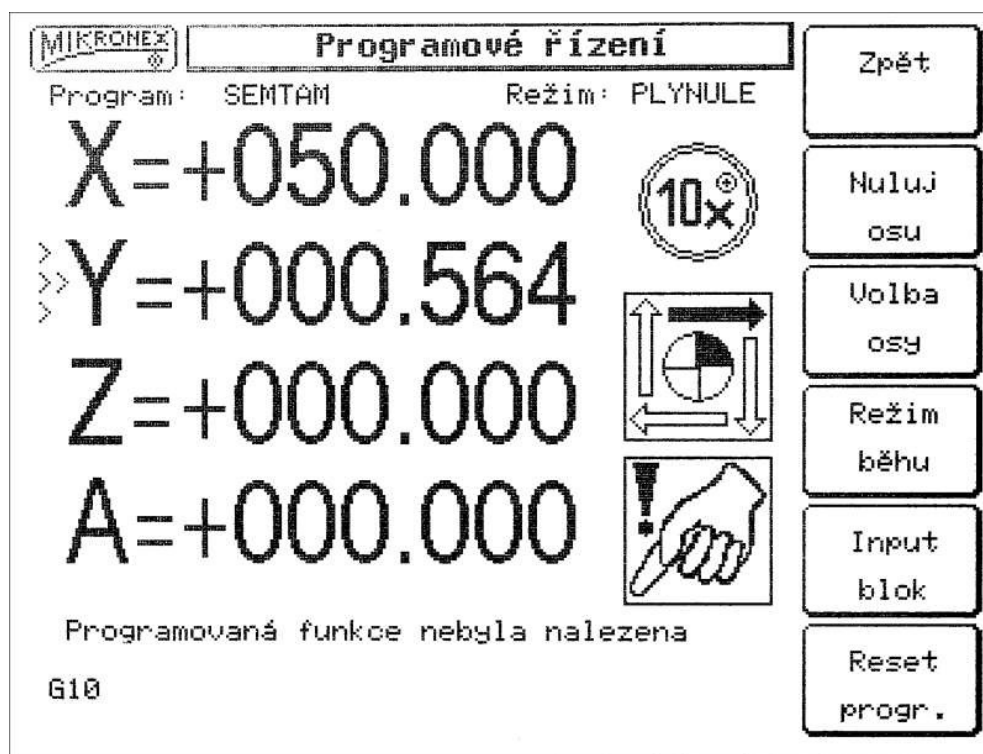 MIKRONEX
Programové řízení
Program: SEMTAM Režim: PLYNULE
X=+050.000
10x
>>>>Y=+000.564
Z=+000.000
A=+000.000
Programovaná funkce nebyla nalezena
G10
Zpět
Nuluj
osu
Volba
osy
Režim
běhu
Input
blok
Reset
progr.